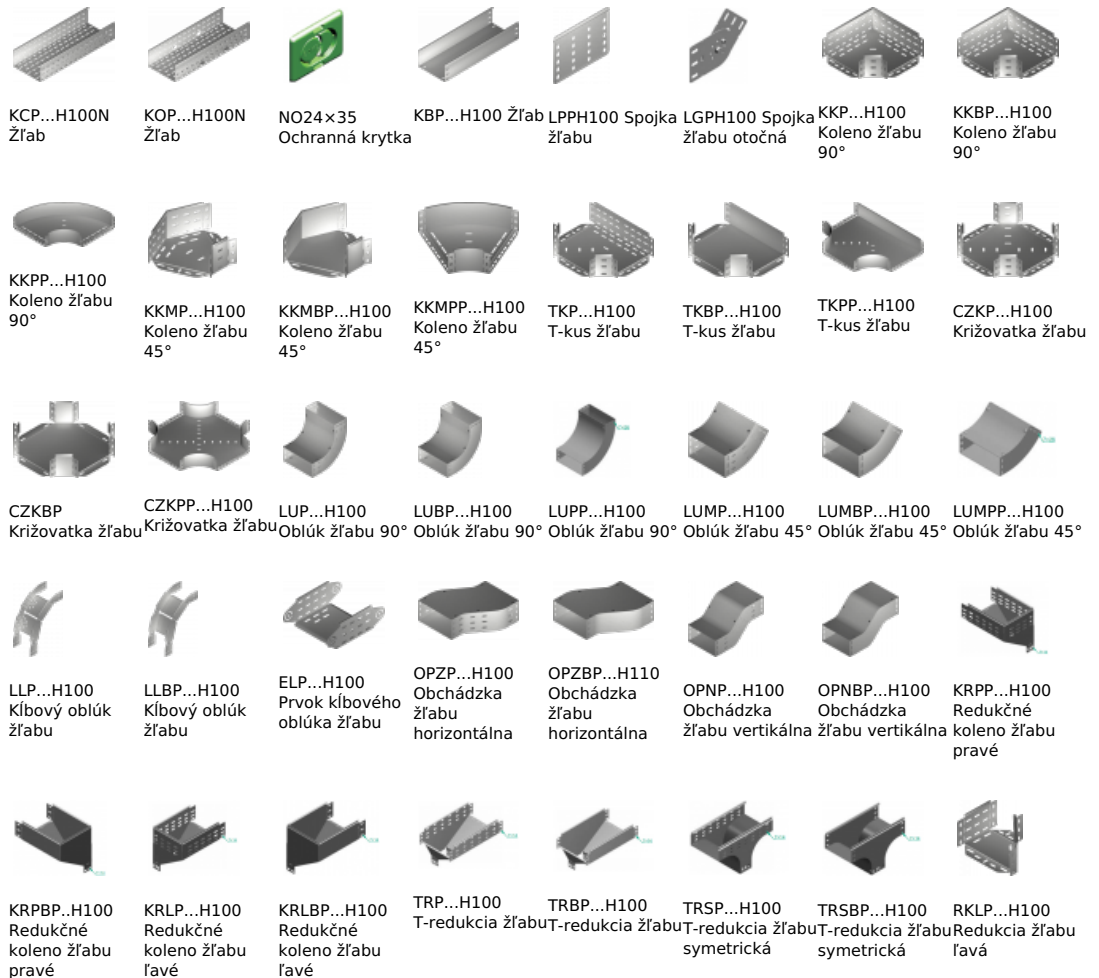 KCP...H100N
Žľab
KOP...H100N
Žľab
NO24×35
Ochranná krytka
KBP...H100 Žľab
LPPH100 Spojka
žľabu
LGPH100 Spojka
žľabu otočná
KKP...H100
Koleno žľabu
90°
KKBP...H100
Koleno žľabu
90°
KKPP...H100
Koleno žľabu
90°
KKMP...H100
Koleno žľabu
45°
KKMBP...H100
Koleno žľabu
45°
KKMPP...H100
Koleno žľabu
45°
TKP...H100
T-kus žľabu
TKBP...H100
T-kus žľabu
TKPP...H100
T-kus žľabu
CZKP...H100
Križovatka žľabu
CZKBP
Križovatka žľabu
CZKPP...H100
Križovatka žľabu
LUP...H100
Oblúk žľabu 90°
LUBP...H100
Oblúk žľabu 90°
LUPP...H100
Oblúk žľabu 90°
LUMP...H100
Oblúk žľabu 45°
LUMBP...H100
Oblúk žľabu 45°
LUMPP...H100
Oblúk žľabu 45°
LLP...H100
Kĺbový oblúk
žľabu
LLBP...H100
Kĺbový oblúk
žľabu
ELP...H100
Prvok kĺbového
oblúka žľabu
OPZP...H100
Obchádzka
žľabu
horizontálna
OPZBP...H110
Obchádzka
žľabu
horizontálna
OPNP...H100
Obchádzka
žľabu vertikálna
OPNBP...H100
Obchádzka
žľabu vertikálna
KRPP...H100
Redukčné
koleno žľabu
pravé
KRPBP..H100
Redukčné
koleno žľabu
pravé
KRLP...H100
Redukčné
koleno žľabu
ľavé
KRLBP...H100
Redukčné
koleno žľabu
ľavé
TRP...H100
T-redukcia žľabu
TRBP...H100
T-redukcia žľabu
TRSP...H100
T-redukcia žľabu
symetrická
TRSBP...H100
T-redukcia žľabu
symetrická
RKLP...H100
Redukcia žľabu
ľavá